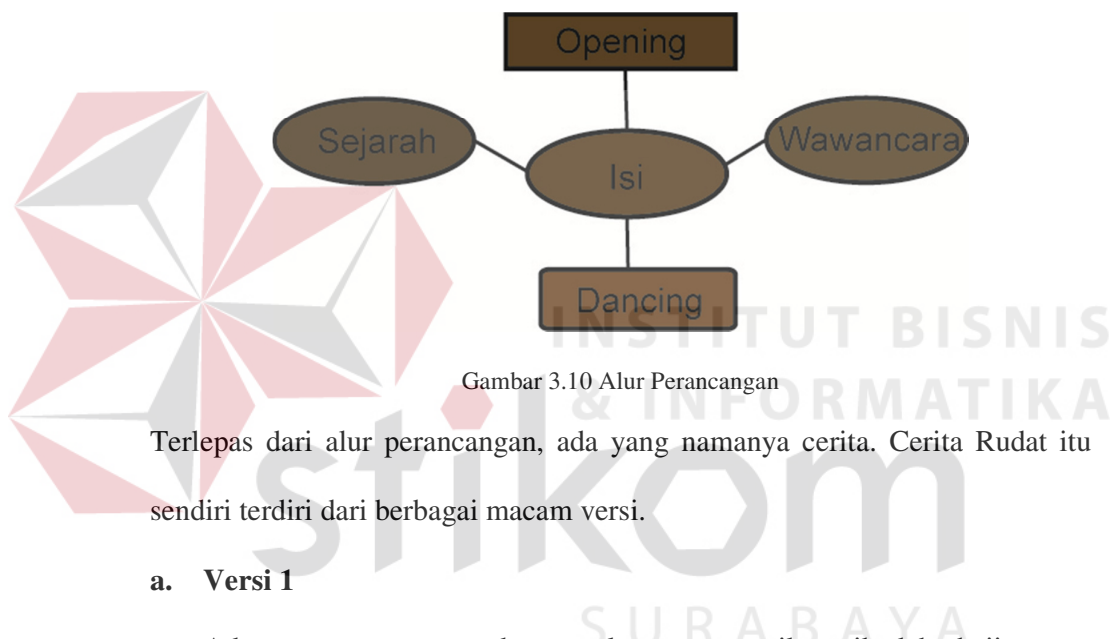 Opening
Sejarah
Wawancara
Isi
Dancing
INSTITUT BISNIS
& INFORMATIKA
Gambar 3.10 Alur Perancangan
Terlepas dari alur perancangan, ada yang namanya cerita. Cerita Rudat itu
sendiri terdiri dari berbagai macam versi.
stikom
a. Versi 1
SURABAYA